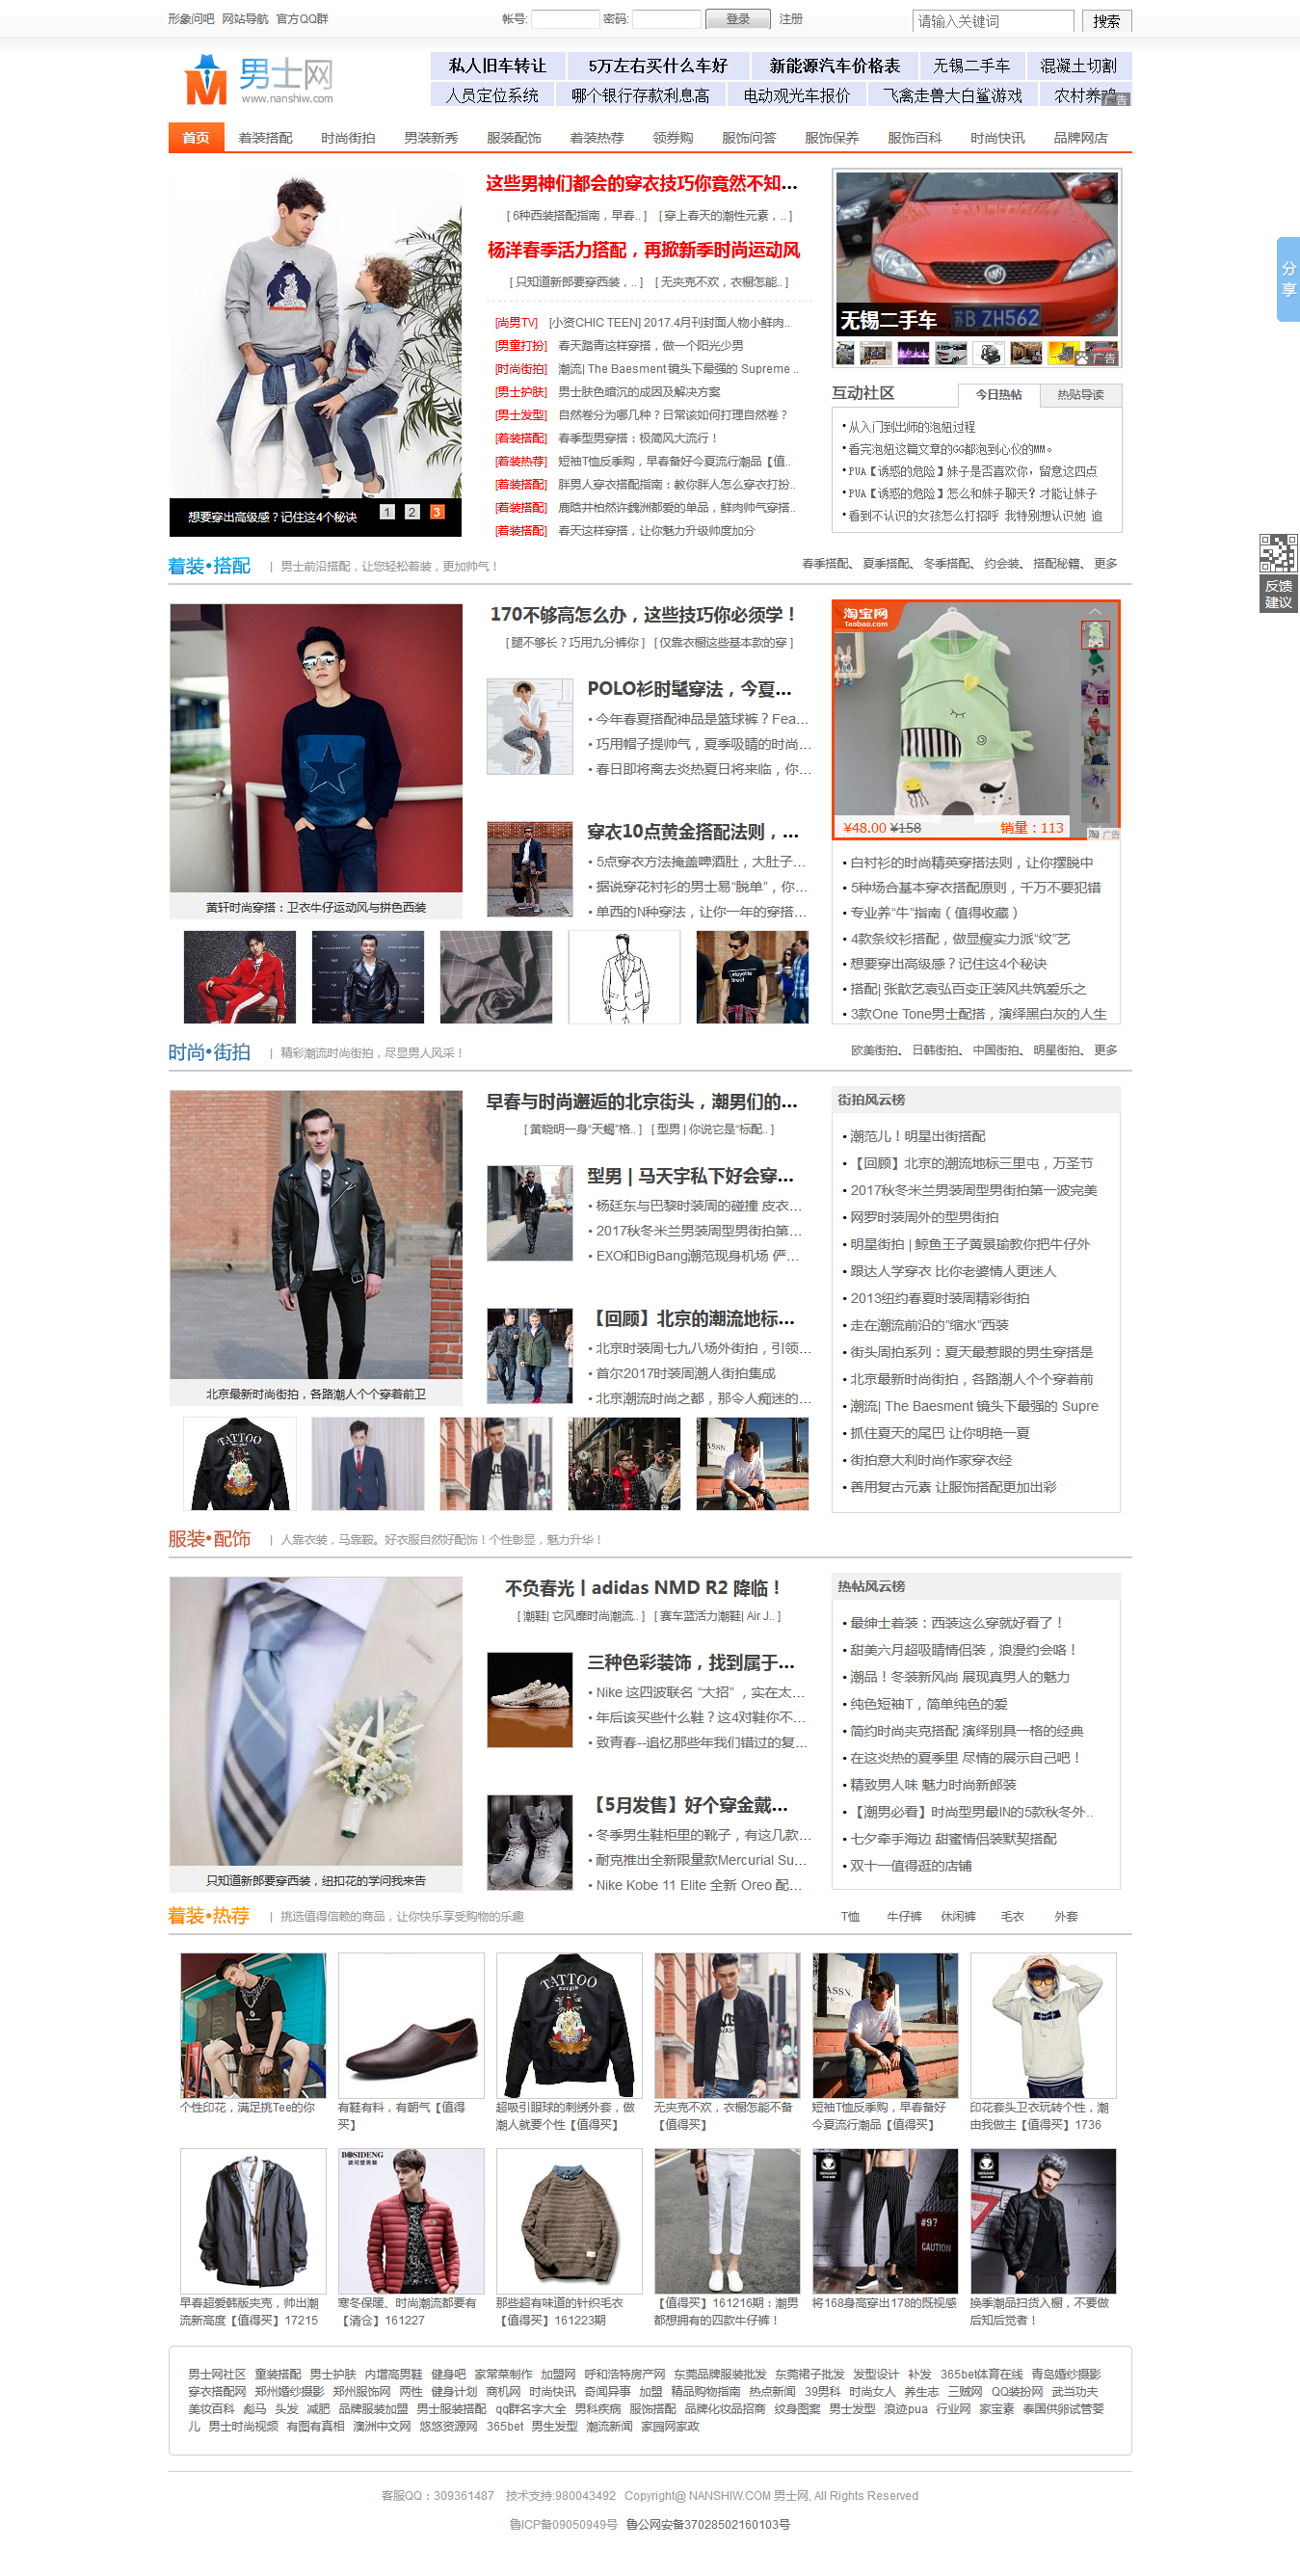 形象问吧 网站导航 官方QQ群
帐号: 密码: 登录 注册
请输入关键词 搜索
男士网
www.nanshiw.com
私人旧车转让 5万左右买什么车好 新能源汽车价格表 无锡二手车 混凝土切割
人员定位系统 哪个银行存款利息高 电动观光车报价 飞禽走兽大白鲨游戏 农村养鸡
广告
首页 着装搭配 时尚街拍 男装新秀 服装配饰 着装热荐 领券购 服饰问答 服饰保养 服饰百科 时尚快讯 品牌网店
想要穿出高级感？记住这4个秘诀 1 2 3
这些男神们都会的穿衣技巧你竟然不知...
[ 6种西装搭配指南，早春.. ] [ 穿上春天的潮性元素，.. ]
杨洋春季活力搭配，再掀新季时尚运动风
[ 只知道新郎要穿西装，.. ] [ 无夹克不欢，衣橱怎能.. ]
[尚男TV] [小资CHIC TEEN] 2017.4月刊封面人物小鲜肉..
[男童打扮] 春天踏青这样穿搭，做一个阳光少男
[时尚街拍] 潮流| The Baesment 镜头下最强的 Supreme ..
[男士护肤] 男士肤色暗沉的成因及解决方案
[男士发型] 自然卷分为哪几种？日常该如何打理自然卷？
[着装搭配] 春季型男穿搭：极简风大流行！
[着装热荐] 短袖T恤反季购，早春备好今夏流行潮品【值..
[着装搭配] 胖男人穿衣搭配指南：教你胖人怎么穿衣打扮..
[着装搭配] 鹿晗井柏然许魏洲都爱的单品，鲜肉帅气穿搭..
[着装搭配] 春天这样穿搭，让你魅力升级帅度加分
苏B ZH562
无锡二手车
广告
互动社区 今日热帖 热贴导读
•从入门到出师的泡妞过程
•看完泡妞这篇文章的GG都泡到心仪的MM。
•PUA【诱惑的危险】妹子是否喜欢你，留意这四点
•PUA【诱惑的危险】怎么和妹子聊天？才能让妹子
•看到不认识的女孩怎么打招呼 我特别想认识她 追
分享
反馈建议
着装•搭配 | 男士前沿搭配，让您轻松着装，更加帅气！
春季搭配、 夏季搭配、 冬季搭配、 约会装、 搭配秘籍、 更多
黄轩时尚穿搭：卫衣牛仔运动风与拼色西装
170不够高怎么办，这些技巧你必须学！
[ 腿不够长？巧用九分裤你 ] [ 仅靠衣橱这些基本款的穿 ]
POLO衫时髦穿法，今夏...
• 今年春夏搭配神品是篮球裤？Fea...
• 巧用帽子提帅气，夏季吸睛的时尚...
• 春日即将离去炎热夏日将来临，你...
穿衣10点黄金搭配法则，...
• 5点穿衣方法掩盖啤酒肚，大肚子...
• 据说穿花衬衫的男士易“脱单”，你...
• 单西的N种穿法，让你一年的穿搭...
淘宝网
Taobao.com
¥48.00 ¥158 销量：113
淘 广告
• 白衬衫的时尚精英穿搭法则，让你摆脱中
• 5种场合基本穿衣搭配原则，千万不要犯错
• 专业养“牛”指南（值得收藏）
• 4款条纹衫搭配，做显瘦实力派“纹”艺
• 想要穿出高级感？记住这4个秘诀
• 搭配| 张歆艺袁弘百变正装风共筑爱乐之
• 3款One Tone男士配搭，演绎黑白灰的人生
时尚•街拍 | 精彩潮流时尚街拍，尽显男人风采！
欧美街拍、 日韩街拍、 中国街拍、 明星街拍、 更多
北京最新时尚街拍，各路潮人个个穿着前卫
早春与时尚邂逅的北京街头，潮男们的...
[ 黄晓明一身“天蝎”格.. ] [ 型男 | 你说它是“标配.. ]
型男 | 马天宇私下好会穿...
• 杨廷东与巴黎时装周的碰撞 皮衣...
• 2017秋冬米兰男装周型男街拍第...
• EXO和BigBang潮范现身机场 俨...
【回顾】北京的潮流地标...
• 北京时装周七九八场外街拍，引领...
• 首尔2017时装周潮人街拍集成
• 北京潮流时尚之都，那令人痴迷的...
街拍风云榜
• 潮范儿！明星出街搭配
• 【回顾】北京的潮流地标三里屯，万圣节
• 2017秋冬米兰男装周型男街拍第一波完美
• 网罗时装周外的型男街拍
• 明星街拍 | 鲸鱼王子黄景瑜教你把牛仔外
• 跟达人学穿衣 比你老婆情人更迷人
• 2013纽约春夏时装周精彩街拍
• 走在潮流前沿的“缩水”西装
• 街头周拍系列：夏天最惹眼的男生穿搭是
• 北京最新时尚街拍，各路潮人个个穿着前
• 潮流| The Baesment 镜头下最强的 Supre
• 抓住夏天的尾巴 让你明艳一夏
• 街拍意大利时尚作家穿衣经
• 善用复古元素 让服饰搭配更加出彩
TATTOO
服装•配饰 | 人靠衣装，马靠鞍。好衣服自然好配饰！个性彰显，魅力升华！
只知道新郎要穿西装，纽扣花的学问我来告
不负春光丨adidas NMD R2 降临！
[ 潮鞋| 它风靡时尚潮流.. ] [ 赛车蓝活力潮鞋| Air J.. ]
三种色彩装饰，找到属于...
• Nike 这四波联名 “大招” ，实在太...
• 年后该买些什么鞋？这4对鞋你不...
• 致青春--追忆那些年我们错过的复...
【5月发售】好个穿金戴...
• 冬季男生鞋柜里的靴子，有这几款...
• 耐克推出全新限量款Mercurial Su...
• Nike Kobe 11 Elite 全新 Oreo 配...
热帖风云榜
• 最绅士着装：西装这么穿就好看了！
• 甜美六月超吸睛情侣装，浪漫约会咯！
• 潮品！冬装新风尚 展现真男人的魅力
• 纯色短袖T，简单纯色的爱
• 简约时尚夹克搭配 演绎别具一格的经典
• 在这炎热的夏季里 尽情的展示自己吧！
• 精致男人味 魅力时尚新郎装
• 【潮男必看】时尚型男最IN的5款秋冬外..
• 七夕牵手海边 甜蜜情侣装默契搭配
• 双十一值得逛的店铺
着装•热荐 | 挑选值得信赖的商品，让你快乐享受购物的乐趣
T恤 牛仔裤 休闲裤 毛衣 外套
TATTOO
个性印花，满足挑Tee的你 有鞋有料，有朝气【值得 超吸引眼球的刺绣外套，做 无夹克不欢，衣橱怎能不备 短袖T恤反季购，早春备好 印花套头卫衣玩转个性，潮
买】 潮人就要个性【值得买】 【值得买】 今夏流行潮品【值得买】 由我做主【值得买】1736
BOSIDENG
#97
CAUTION
早春超爱韩版夹克，帅出潮 寒冬保暖、时尚潮流都要有 那些超有味道的针织毛衣 【值得买】161216期：潮男 将168身高穿出178的既视感 换季潮品扫货入橱，不要做
流新高度【值得买】17215 【清仓】161227 【值得买】161223期 都想拥有的四款牛仔裤！ 后知后觉者！
男士网社区 童装搭配 男士护肤 内增高男鞋 健身吧 家常菜制作 加盟网 呼和浩特房产网 东莞品牌服装批发 东莞裙子批发 发型设计 补发 365bet体育在线 青岛婚纱摄影
穿衣搭配网 郑州婚纱摄影 郑州服饰网 两性 健身计划 商机网 时尚快讯 奇闻异事 加盟 精品购物指南 热点新闻 39男科 时尚女人 养生志 三贼网 QQ装扮网 武当功夫
美妆百科 彪马 头发 减肥 品牌服装加盟 男士服装搭配 qq群名字大全 男科疾病 服饰搭配 品牌化妆品招商 纹身图案 男士发型 浪迹pua 行业网 家宝素 泰国供卵试管婴
儿 男士时尚视频 有图有真相 澳洲中文网 悠悠资源网 365bet 男生发型 潮流新闻 家园网家政
客服QQ：309361487 技术支持:980043492 Copyright@ NANSHIW.COM 男士网, All Rights Reserved
鲁ICP备09050949号 鲁公网安备37028502160103号